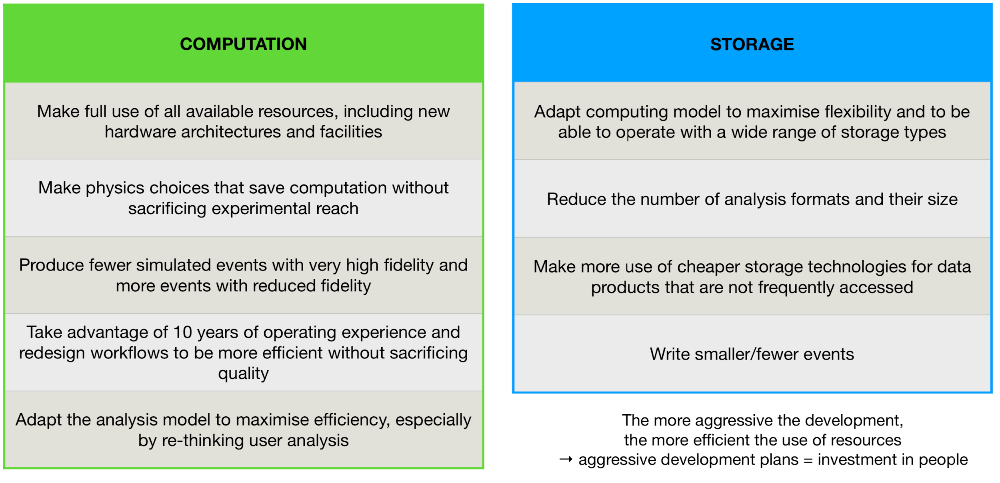 COMPUTATION
Make full use of all available resources, including new
hardware architectures and facilities
Make physics choices that save computation without
sacrificing experimental reach
Produce fewer simulated events with very high fidelity and
more events with reduced fidelity
Take advantage of 10 years of operating experience and
redesign workflows to be more efficient without sacrificing
quality
Adapt the analysis model to maximise efficiency, especially
by re-thinking user analysis
STORAGE
Adapt computing model to maximise flexibility and to be
able to operate with a wide range of storage types
Reduce the number of analysis formats and their size
Make more use of cheaper storage technologies for data
products that are not frequently accessed
Write smaller/fewer events
The more aggressive the development,
the more efficient the use of resources
→ aggressive development plans = investment in people